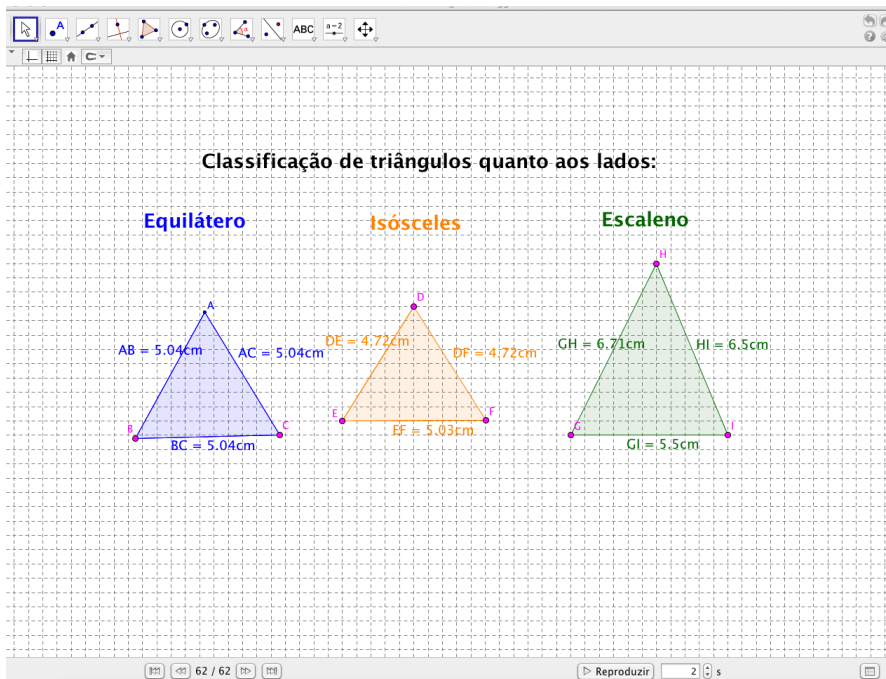 A
α
ABC
a=2
Classificação de triângulos quanto aos lados:
Equilátero
Isósceles
Escaleno
H
D
A
AB = 5.04cm
AC = 5.04cm
DE = 4.72cm
DF = 4.72cm
GH = 6.71cm
HI = 6.5cm
B
C
E
F
G
I
BC = 5.04cm
EF = 5.03cm
GI = 5.5cm
62 / 62
Reproduzir
2
s